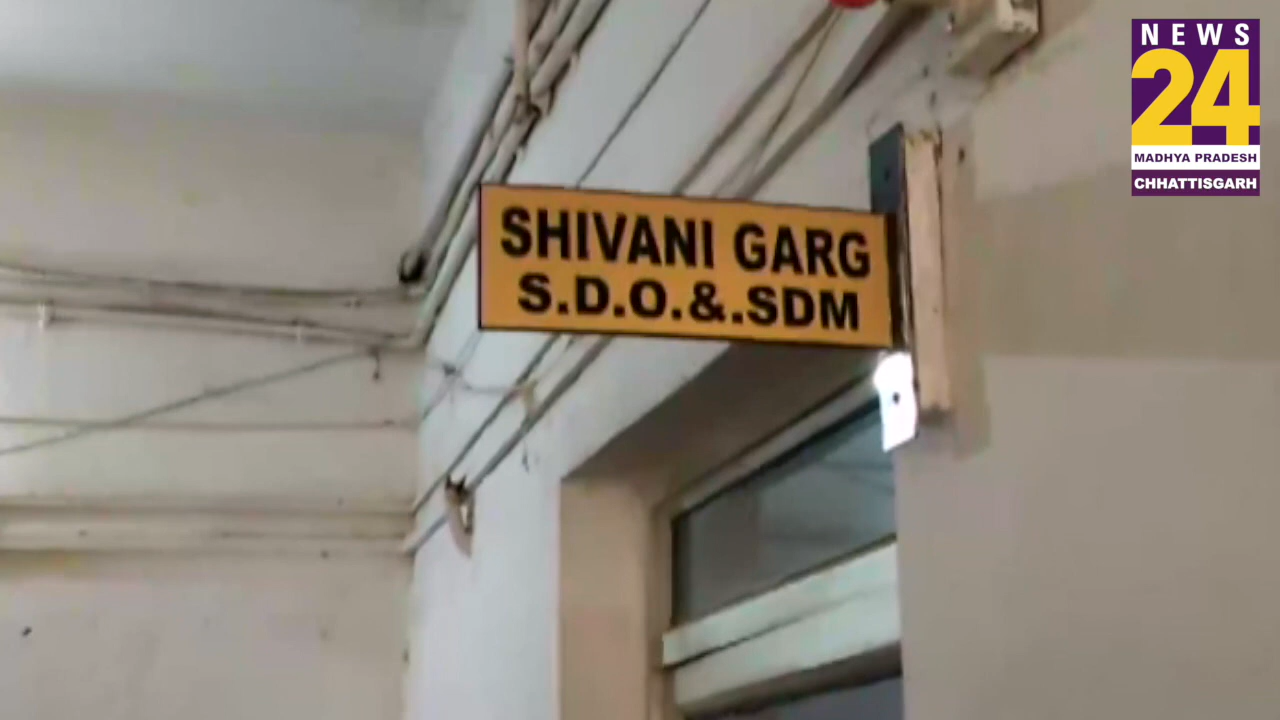 NEWS
24
MADHYA PRADESH
CHHATTISGARH
SHIVANI GARG
S.D.O.&.SDM